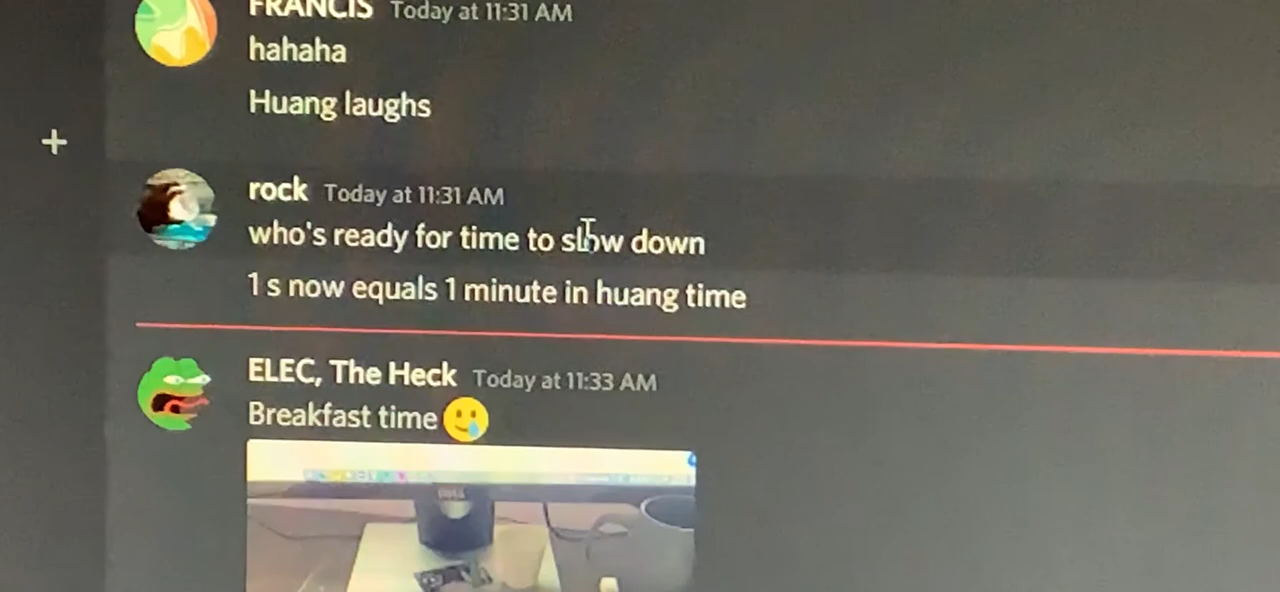 FRANCIS Today at 11:31 AM
hahaha
Huang laughs
rock Today at 11:31 AM
who's ready for time to slow down
1 s now equals 1 minute in huang time
ELEC, The Heck Today at 11:33 AM
Breakfast time
DELL